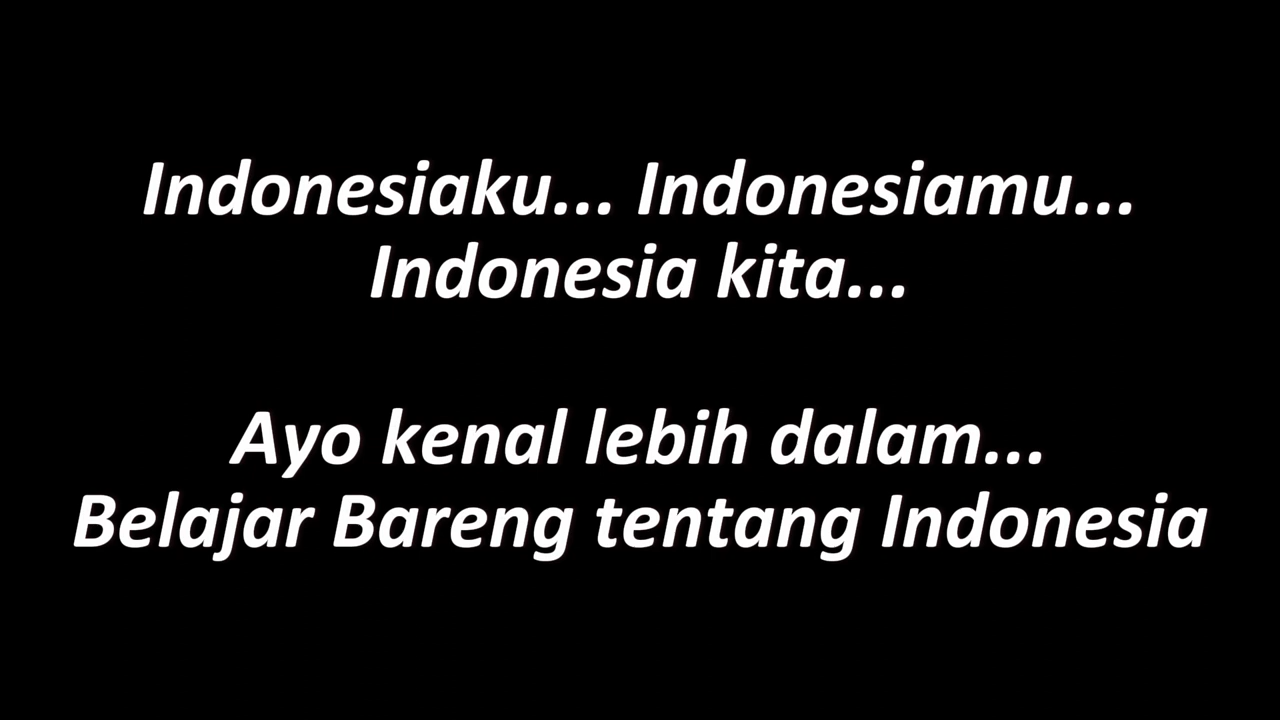 Indonesiaku... Indonesiamu...
Indonesia kita...
Ayo kenal lebih dalam...
Belajar Bareng tentang Indonesia